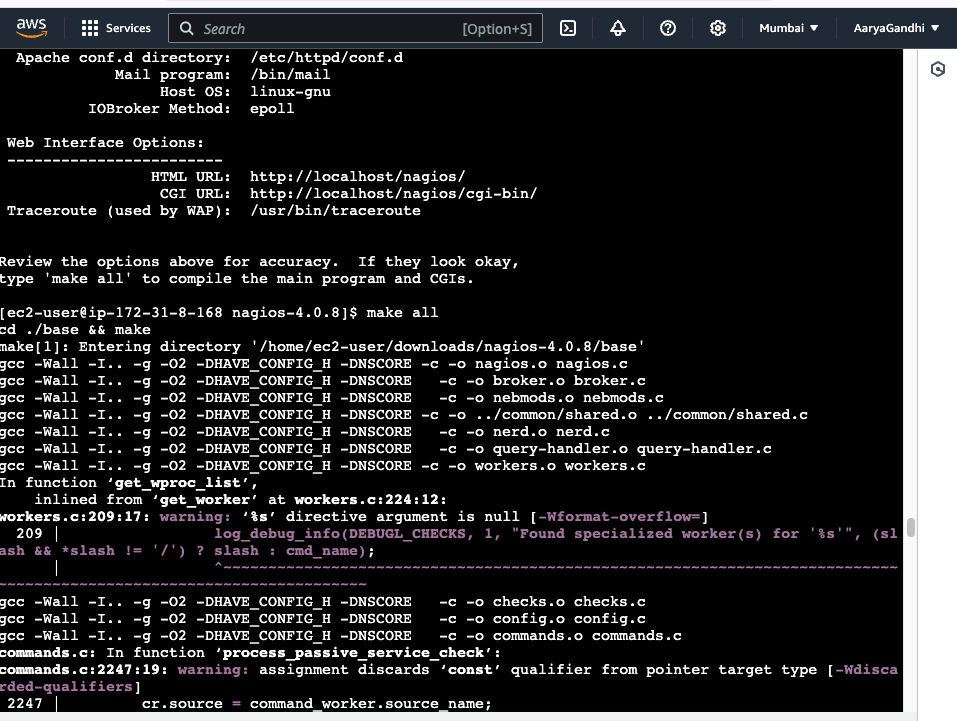 aws
Services
Search
[Option+S]
Mumbai
AaryaGandhi
Apache conf.d directory:  /etc/httpd/conf.d
Mail program:  /bin/mail
Host OS:  linux-gnu
IOBroker Method:  epoll
Web Interface Options:
------------------------
HTML URL:  http://localhost/nagios/
CGI URL:  http://localhost/nagios/cgi-bin/
Traceroute (used by WAP):  /usr/bin/traceroute
Review the options above for accuracy.  If they look okay,
type 'make all' to compile the main program and CGIs.
[ec2-user@ip-172-31-8-168 nagios-4.0.8]$ make all
cd ./base && make
make[1]: Entering directory '/home/ec2-user/downloads/nagios-4.0.8/base'
gcc -Wall -I.. -g -O2 -DHAVE_CONFIG_H -DNSCORE -c -o nagios.o nagios.c
gcc -Wall -I.. -g -O2 -DHAVE_CONFIG_H -DNSCORE   -c -o broker.o broker.c
gcc -Wall -I.. -g -O2 -DHAVE_CONFIG_H -DNSCORE   -c -o nebmods.o nebmods.c
gcc -Wall -I.. -g -O2 -DHAVE_CONFIG_H -DNSCORE -c -o ../common/shared.o ../common/shared.c
gcc -Wall -I.. -g -O2 -DHAVE_CONFIG_H -DNSCORE   -c -o nerd.o nerd.c
gcc -Wall -I.. -g -O2 -DHAVE_CONFIG_H -DNSCORE   -c -o query-handler.o query-handler.c
gcc -Wall -I.. -g -O2 -DHAVE_CONFIG_H -DNSCORE -c -o workers.o workers.c
In function ‘get_wproc_list’,
    inlined from ‘get_worker’ at workers.c:224:12:
workers.c:209:17: warning: ‘%s’ directive argument is null [-Wformat-overflow=]
  209 |                 log_debug_info(DEBUGL_CHECKS, 1, "Found specialized worker(s) for '%s'", (sl
ash && *slash != '/') ? slash : cmd_name);
      |                 ^~~~~~~~~~~~~~~~~~~~~~~~~~~~~~~~~~~~~~~~~~~~~~~~~~~~~~~~~~~~~~~~~~~~~~~~~~~~
~~~~~~~~~~~~~~~~~~~~~~~~~~~~~~~~~~~~~~~~~
gcc -Wall -I.. -g -O2 -DHAVE_CONFIG_H -DNSCORE   -c -o checks.o checks.c
gcc -Wall -I.. -g -O2 -DHAVE_CONFIG_H -DNSCORE   -c -o config.o config.c
gcc -Wall -I.. -g -O2 -DHAVE_CONFIG_H -DNSCORE   -c -o commands.o commands.c
commands.c: In function ‘process_passive_service_check’:
commands.c:2247:19: warning: assignment discards ‘const’ qualifier from pointer target type [-Wdisca
rded-qualifiers]
 2247 |         cr.source = command_worker.source_name;